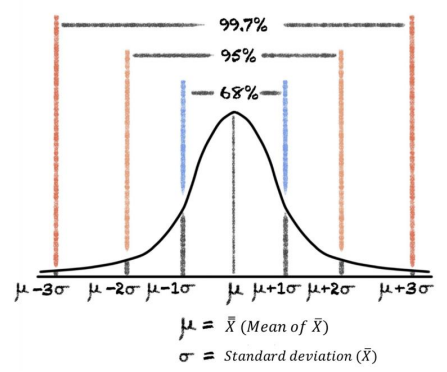 99.7%
95%
68%
μ-3σ μ-2σ μ-1σ μ μ+1σ μ+2σ μ+3σ
μ = X̿ (Mean of X̄)
σ = Standard deviation (X̄)